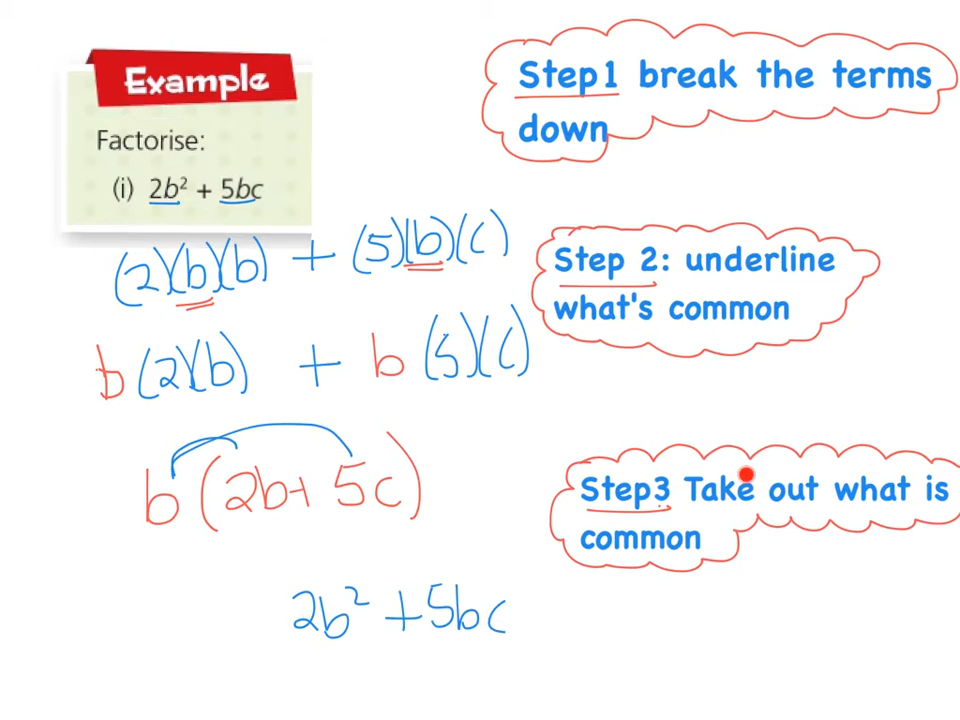 Example
Factorise:
(i) 2b² + 5bc
Step1 break the terms
down
(2)(b)(b) + (5)(b)(c)
Step 2: underline
what's common
b (2)(b) + b (5)(c)
b (2b+ 5c)
Step3 Take out what is
common
2b² + 5bc